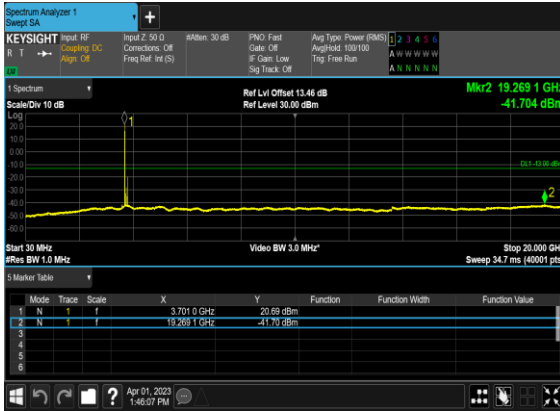 Spectrum Analyzer 1
Swept SA
+
KEYSIGHT Input: RF Input Z: 50 Ω #Atten: 30 dB PNO: Fast Avg Type: Power (RMS) 1 2 3 4 5 6
R T Coupling: DC Corrections: Off Gate: Off Avg|Hold: 100/100 A W W W W W
Align: Off Freq Ref: Int (S) IF Gain: Low Trig: Free Run
Sig Track: Off A N N N N N
1 Spectrum Ref Lvl Offset 13.46 dB Mkr2 19.269 1 GHz
Scale/Div 10 dB Ref Level 30.00 dBm -41.704 dBm
Log
20.0
10.0
0.00
-10.0
DL1 -13.00 dBm
-20.0
-30.0
-40.0
-50.0
-60.0
1
2
Start 30 MHz Video BW 3.0 MHz* Stop 20.000 GHz
#Res BW 1.0 MHz Sweep 34.7 ms (40001 pts)
5 Marker Table
Mode Trace Scale X Y Function Function Width Function Value
1 N 1 f 3.701 0 GHz 20.69 dBm
2 N 1 f 19.269 1 GHz -41.70 dBm
3
4
5
6
? Apr 01, 2023
1:46:07 PM